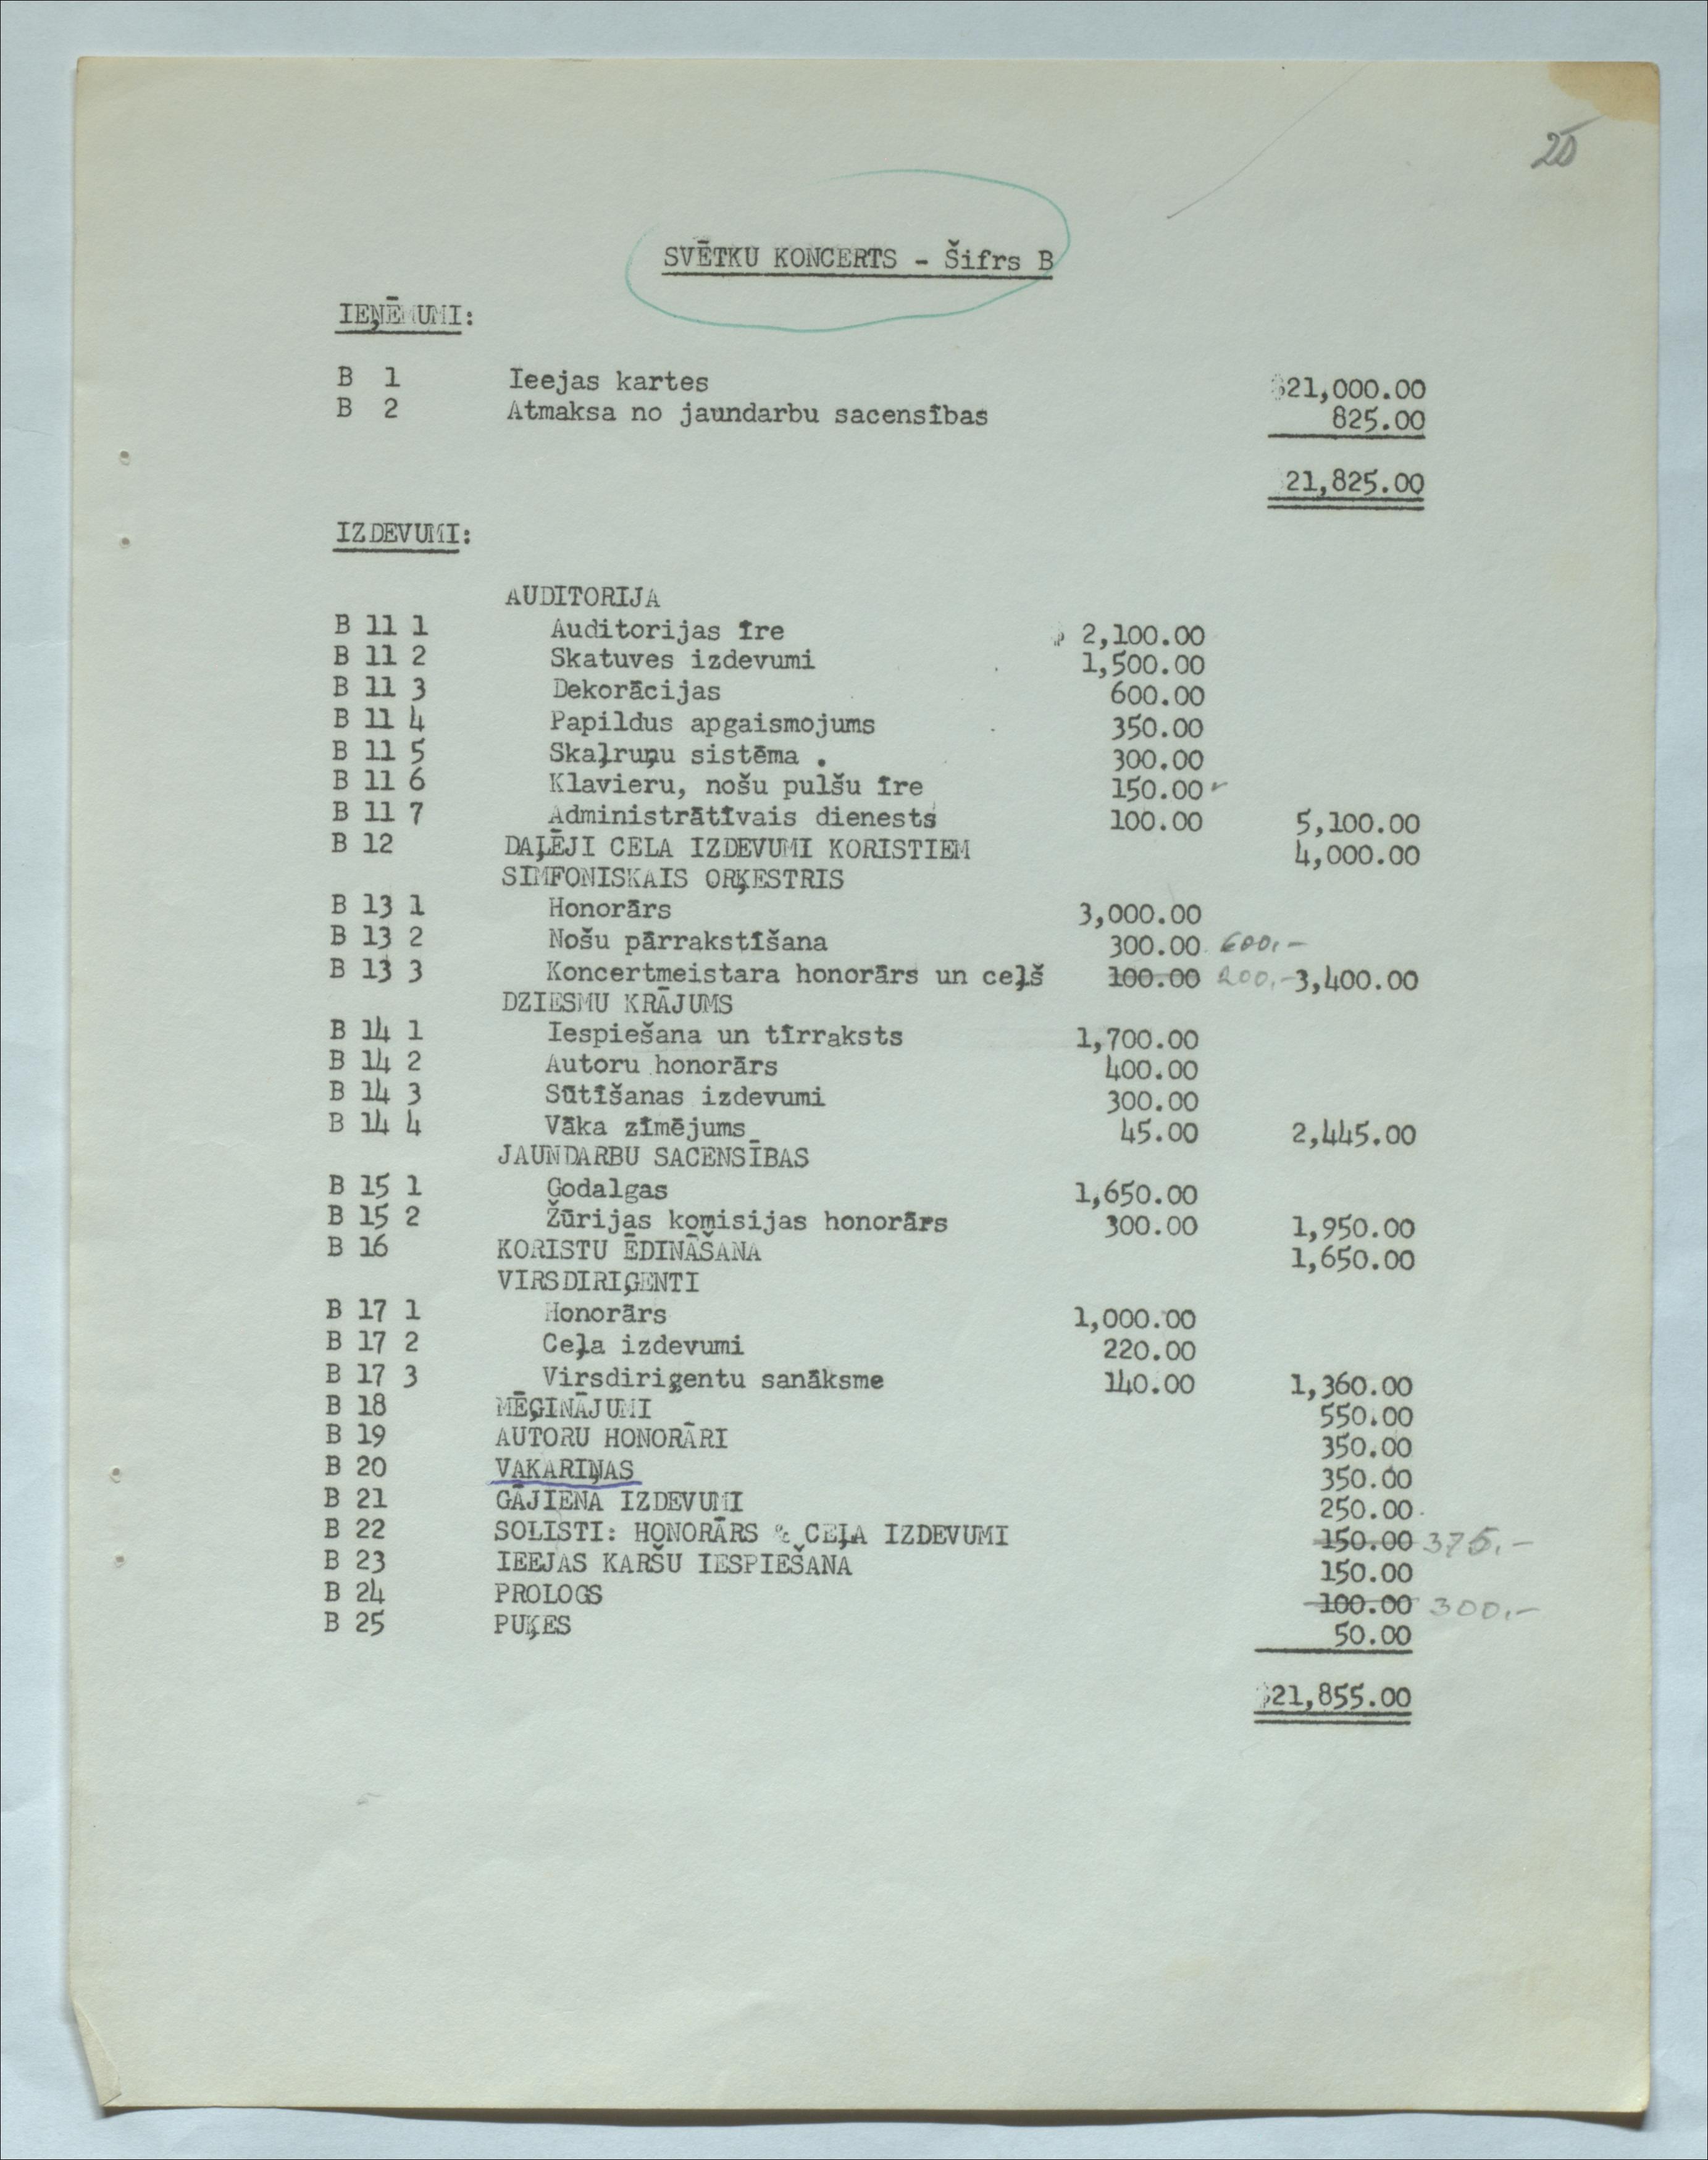 20
SVĒTKU KONCERTS - Šifrs B
IEŅĒMUMI:
B 1 Ieejas kartes $21,000.00
B 2 Atmaksa no jaundarbu sacensības 825.00
21,825.00
IZDEVUMI:
AUDITORIJA
B 11 1 Auditorijas īre $ 2,100.00
B 11 2 Skatuves izdevumi 1,500.00
B 11 3 Dekorācijas 600.00
B 11 4 Papildus apgaismojums 350.00
B 11 5 Skaļruņu sistēma . 300.00
B 11 6 Klavieru, nošu pulšu īre 150.00
B 11 7 Administrātīvais dienests 100.00 5,100.00
B 12 DAĻĒJI CEĻA IZDEVUMI KORISTIEM 4,000.00
SIMFONISKAIS ORĶESTRIS
B 13 1 Honorārs 3,000.00
B 13 2 Nošu pārrakstīšana 300.00 600,-
B 13 3 Koncertmeistara honorārs un ceļš 100.00 200,- 3,400.00
DZIESMU KRĀJUMS
B 14 1 Iespiešana un tīrraksts 1,700.00
B 14 2 Autoru honorārs 400.00
B 14 3 Sūtīšanas izdevumi 300.00
B 14 4 Vāka zīmējums 45.00 2,445.00
JAUNDARBU SACENSĪBAS
B 15 1 Godalgas 1,650.00
B 15 2 Žūrijas komisijas honorārs 300.00 1,950.00
B 16 KORISTU ĒDINĀŠANA 1,650.00
VIRSDIRIĢENTI
B 17 1 Honorārs 1,000.00
B 17 2 Ceļa izdevumi 220.00
B 17 3 Virsdiriģentu sanāksme 140.00 1,360.00
B 18 MĒĢINĀJUMI 550.00
B 19 AUTORU HONORĀRI 350.00
B 20 VAKARIŅAS 350.00
B 21 GĀJIENA IZDEVUMI 250.00
B 22 SOLISTI: HONORĀRS & CEĻA IZDEVUMI 150.00 375,-
B 23 IEEJAS KARŠU IESPIEŠANA 150.00
B 24 PROLOGS 100.00 300,-
B 25 PUĶES 50.00
$21,855.00